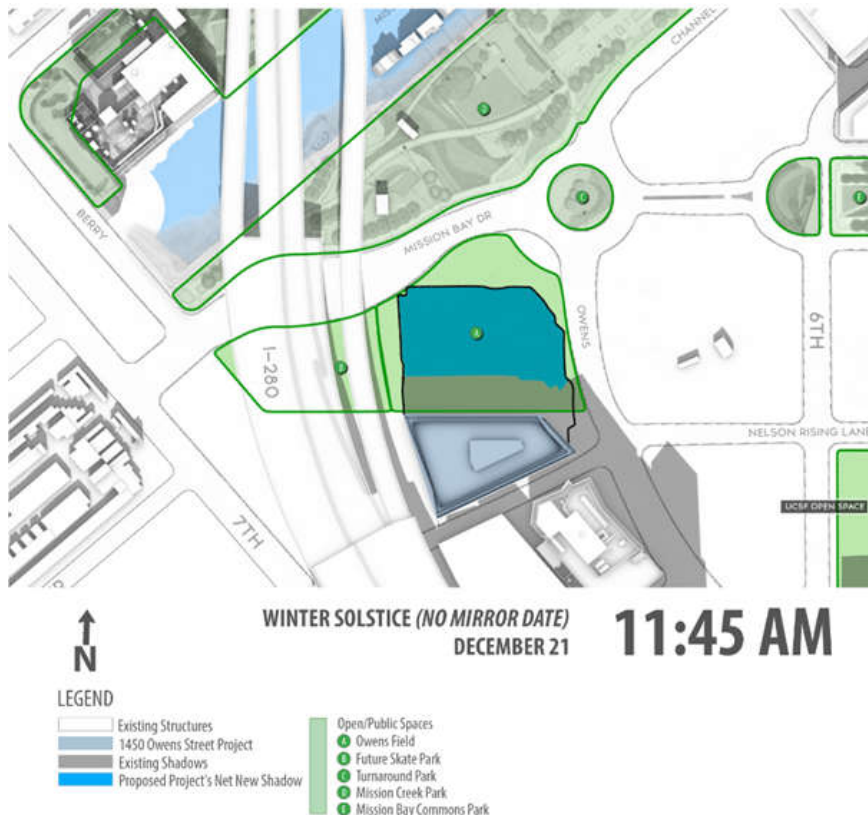 MISS
CHANNEL
D
C
E
BERRY
MISSION BAY DR
OWENS
6TH
A
B
I-280
NELSON RISING LANE
7TH
UCSF OPEN SPACE
N
WINTER SOLSTICE (NO MIRROR DATE)
DECEMBER 21
11:45 AM
LEGEND
Existing Structures
1450 Owens Street Project
Existing Shadows
Proposed Project's Net New Shadow
Open/Public Spaces
A Owens Field
B Future Skate Park
C Turnaround Park
D Mission Creek Park
E Mission Bay Commons Park